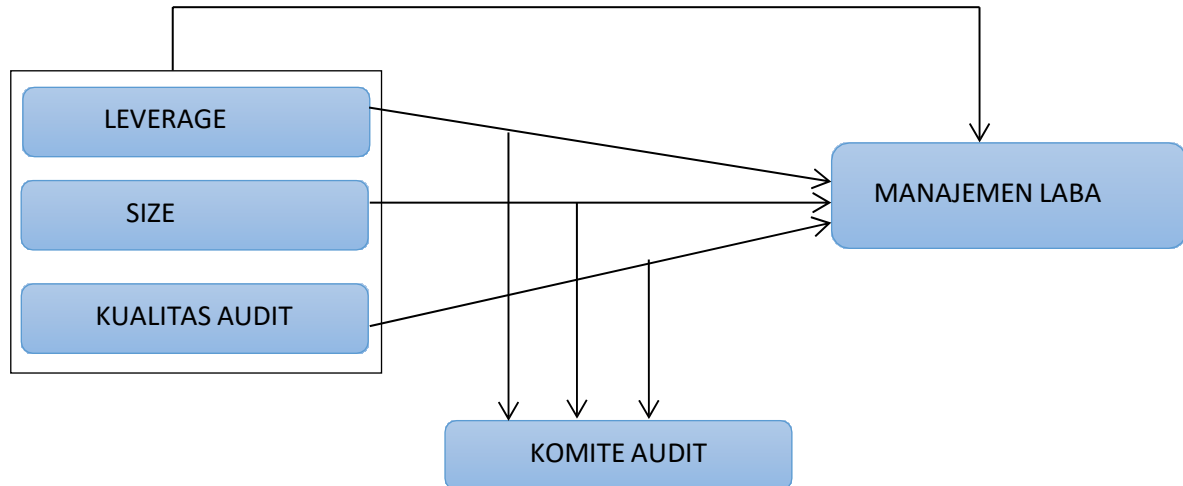 LEVERAGE
SIZE
MANAJEMEN LABA
KUALITAS AUDIT
KOMITE AUDIT